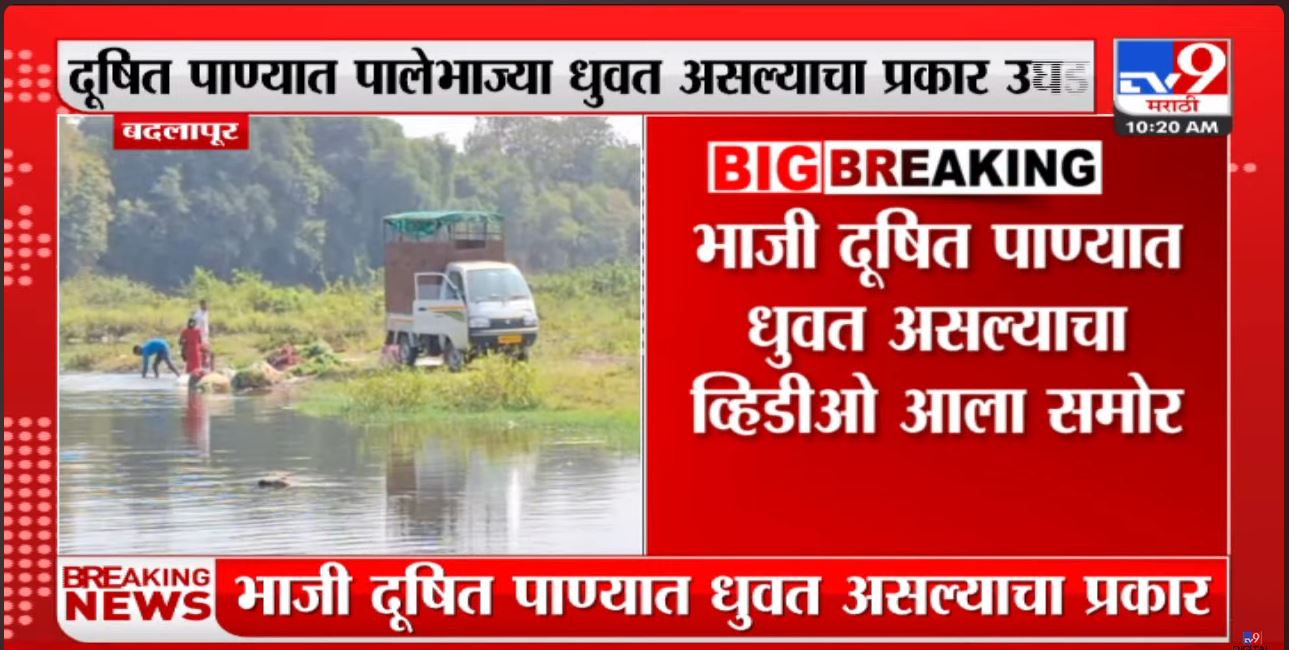 दूषित पाण्यात पालेभाज्या धुवत असल्याचा प्रकार
TV9
मराठी
10:20 AM
बदलापूर
BIG BREAKING
भाजी दूषित पाण्यात
धुवत असल्याचा
व्हिडीओ आला समोर
BREAKING
NEWS
भाजी दूषित पाण्यात धुवत असल्याचा प्रकार
TV9